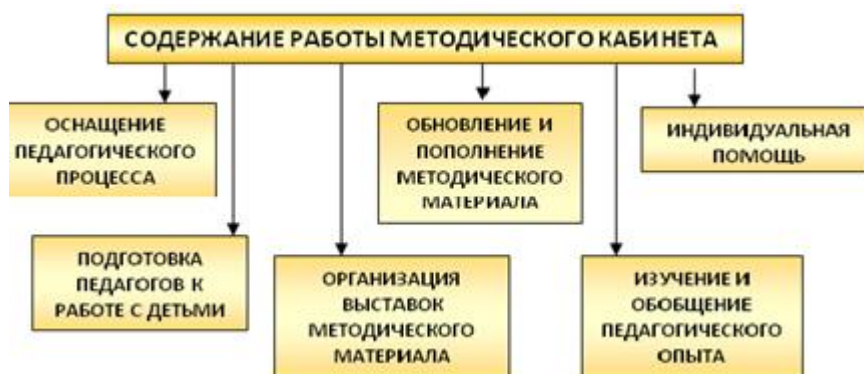 СОДЕРЖАНИЕ РАБОТЫ МЕТОДИЧЕСКОГО КАБИНЕТА
ОСНАЩЕНИЕ
ПЕДАГОГИЧЕСКОГО
ПРОЦЕССА
ОБНОВЛЕНИЕ И
ПОПОЛНЕНИЕ
МЕТОДИЧЕСКОГО
МАТЕРИАЛА
ИНДИВИДУАЛЬНАЯ
ПОМОЩЬ
ПОДГОТОВКА
ПЕДАГОГОВ К
РАБОТЕ С ДЕТЬМИ
ОРГАНИЗАЦИЯ
ВЫСТАВОК
МЕТОДИЧЕСКОГО
МАТЕРИАЛА
ИЗУЧЕНИЕ И
ОБОБЩЕНИЕ
ПЕДАГОГИЧЕСКОГО
ОПЫТА